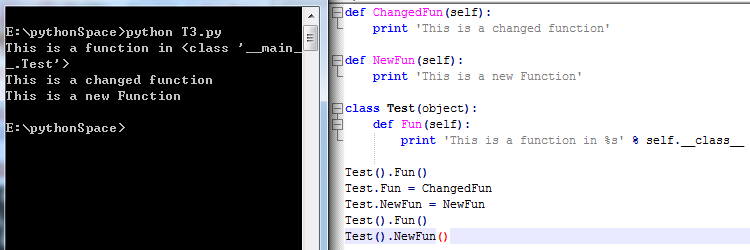 E:\pythonSpace>python T3.py
This is a function in <class '__main_
_.Test'>
This is a changed function
This is a new Function
E:\pythonSpace>
def ChangedFun(self):
print 'This is a changed function'
def NewFun(self):
print 'This is a new Function'
class Test(object):
def Fun(self):
print 'This is a function in %s' % self.__class__
Test().Fun()
Test.Fun = ChangedFun
Test.NewFun = NewFun
Test().Fun()
Test().NewFun()